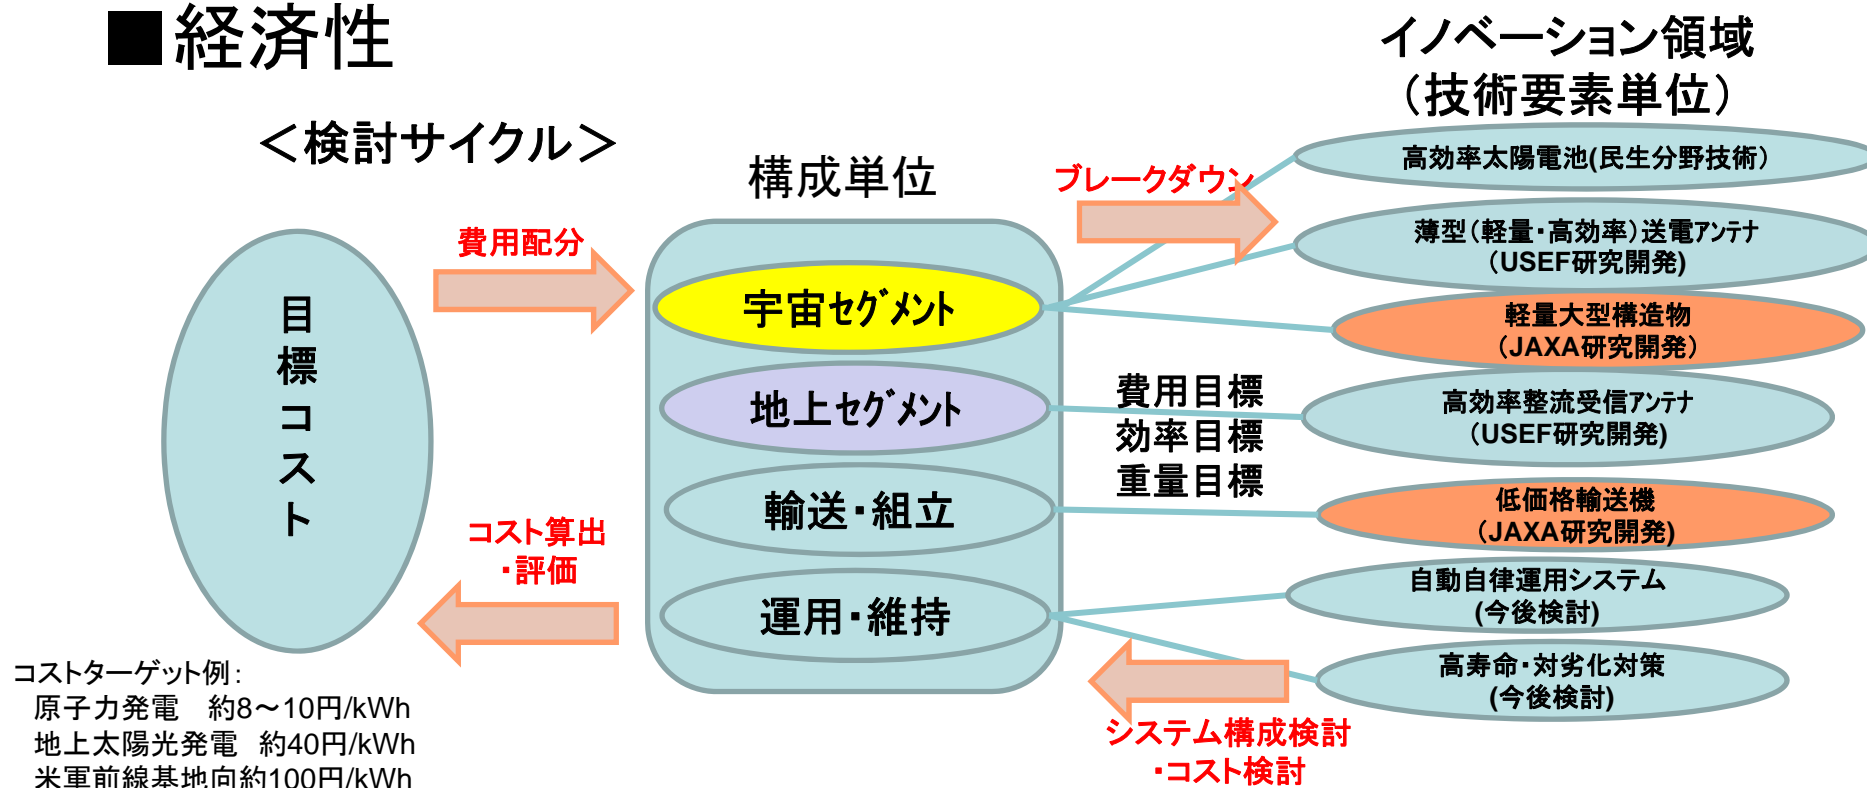 ■経済性
イノベーション領域
（技術要素単位）
＜検討サイクル＞
構成単位
ブレークダウン
費用配分
目
標
コ
ス
ト
宇宙セグメント
地上セグメント
輸送・組立
運用・維持
コスト算出
・評価
費用目標
効率目標
重量目標
高効率太陽電池(民生分野技術）
薄型（軽量・高効率）送電アンテナ
（USEF研究開発)
軽量大型構造物
（JAXA研究開発）
高効率整流受信アンテナ
（USEF研究開発)
低価格輸送機
（JAXA研究開発)
自動自律運用システム
(今後検討)
高寿命・対劣化対策
(今後検討)
システム構成検討
・コスト検討
コストターゲット例：
原子力発電　約8～10円/kWh
地上太陽光発電　約40円/kWh
米軍前線基地向約100円/kWh